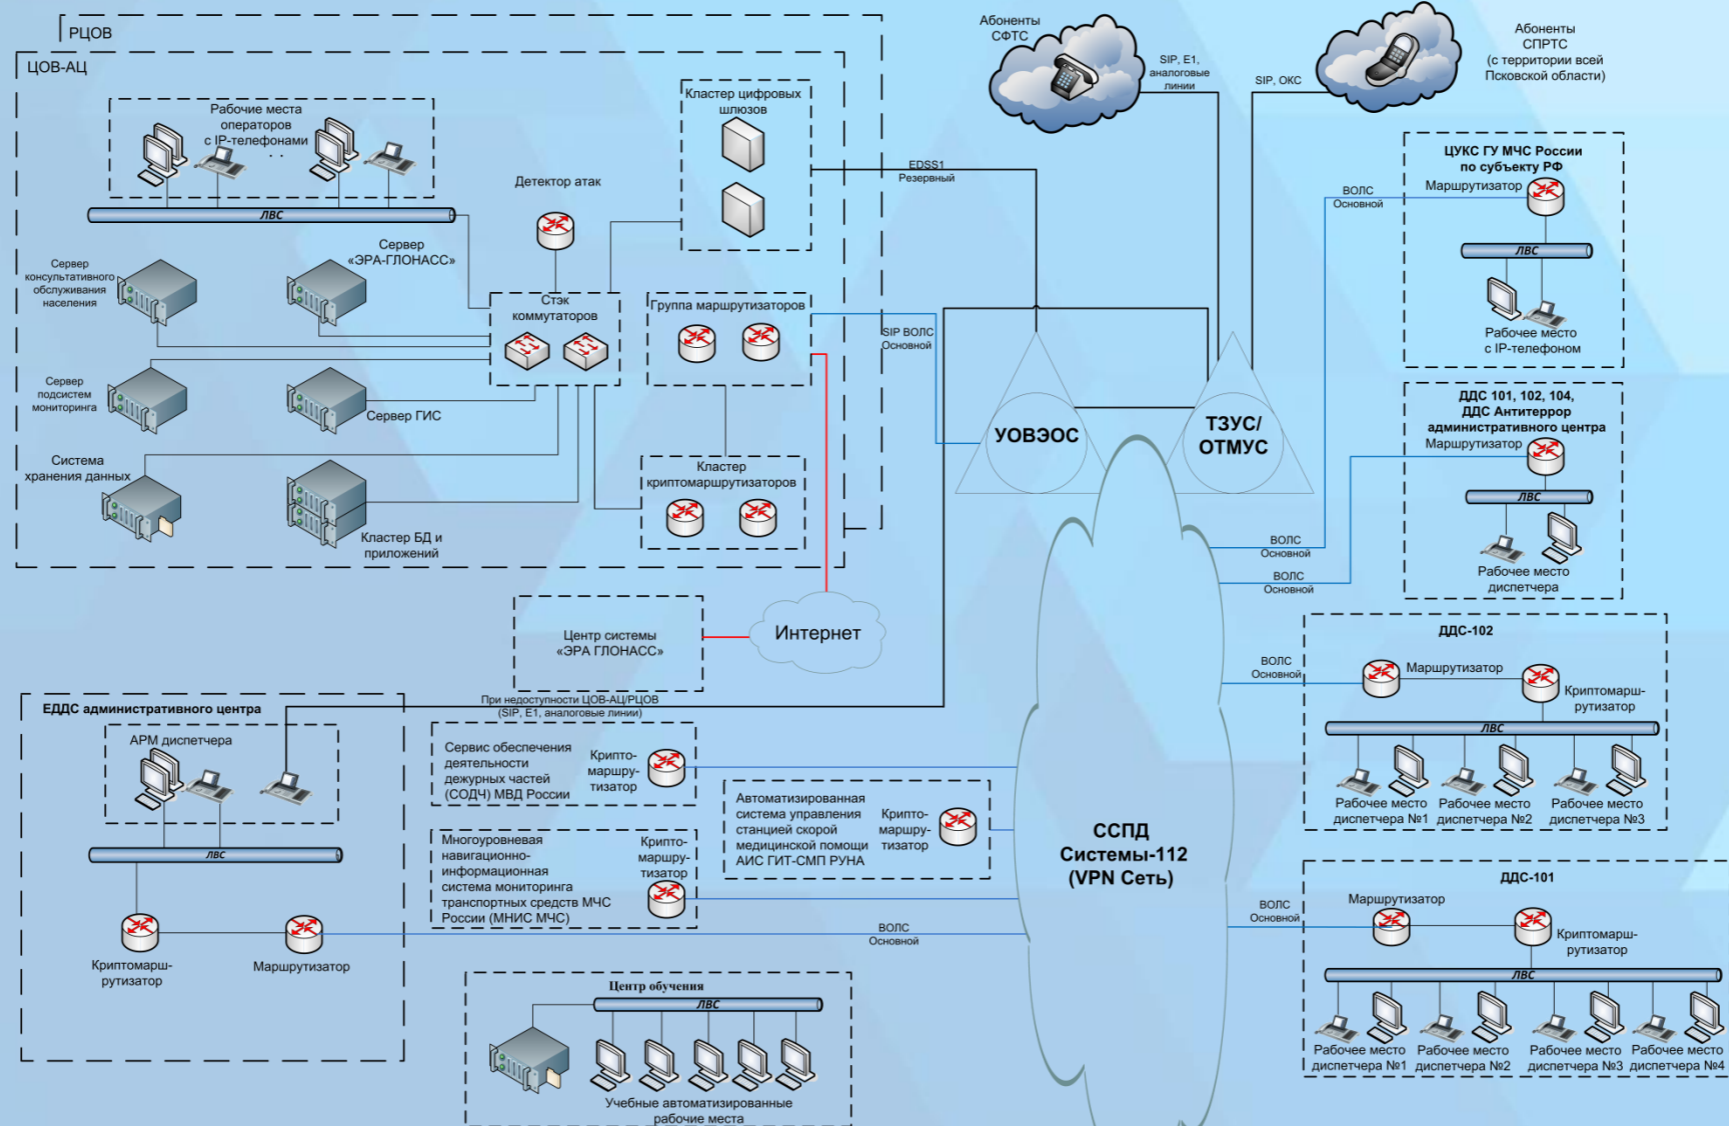 РЦОВ
ЦОВ-АЦ
Рабочие места
операторов
с IP-телефонами
. .
ЛВС
Детектор атак
Кластер цифровых
шлюзов
Сервер
консультативного
обслуживания
населения
Сервер
«ЭРА-ГЛОНАСС»
Стэк
коммутаторов
Группа маршрутизаторов
Сервер
подсистем
мониторинга
Сервер ГИС
Система
хранения данных
Кластер БД и
приложений
Кластер
криптомаршрутизаторов
EDSS1
Резервный
SIP ВОЛС
Основной
Абоненты
СФТС
SIP, E1,
аналоговые
линии
SIP, ОКС
Абоненты
СПРТС
(с территории всей
Псковской области)
УОВЭОС
ТЗУС/
ОТМУС
ЦУКС ГУ МЧС России
по субъекту РФ
Маршрутизатор
ЛВС
Рабочее место
с IP-телефоном
ВОЛС
Основной
ДДС 101, 102, 104,
ДДС Антитеррор
административного центра
Маршрутизатор
ЛВС
Рабочее место
диспетчера
ВОЛС
Основной
ВОЛС
Основной
Центр системы
«ЭРА ГЛОНАСС»
Интернет
ДДС-102
Маршрутизатор
Криптомарш-
рутизатор
ЛВС
Рабочее место
диспетчера №1
Рабочее место
диспетчера №2
Рабочее место
диспетчера №3
ВОЛС
Основной
ЕДДС административного центра
При недоступности ЦОВ-АЦ/РЦОВ
(SIP, E1, аналоговые линии)
АРМ диспетчера
ЛВС
Криптомарш-
рутизатор
Маршрутизатор
Сервис обеспечения
деятельности
дежурных частей
(СОДЧ) МВД России
Крипто-
маршру-
тизатор
Автоматизированная
система управления
станцией скорой
медицинской помощи
АИС ГИТ-СМП РУНА
Крипто-
маршру-
тизатор
Многоуровневая
навигационно-
информационная
система мониторинга
транспортных средств МЧС
России (МНИС МЧС)
Крипто-
маршру-
тизатор
ВОЛС
Основной
ССПД
Системы-112
(VPN Сеть)
ДДС-101
Маршрутизатор
Криптомарш-
рутизатор
ЛВС
Рабочее место
диспетчера №1
Рабочее место
диспетчера №2
Рабочее место
диспетчера №3
Рабочее место
диспетчера №4
ВОЛС
Основной
Центр обучения
ЛВС
Учебные автоматизированные
рабочие места